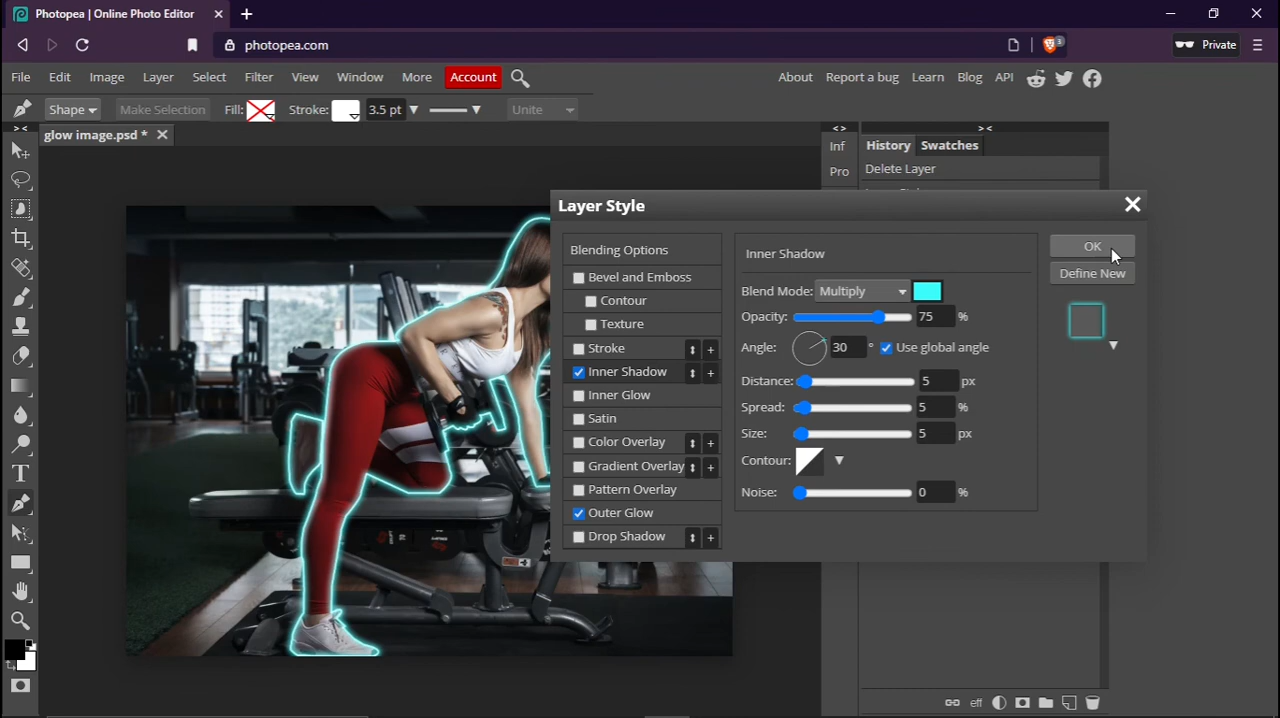 Photopea | Online Photo Editor
photopea.com
3
Private
File Edit Image Layer Select Filter View Window More Account
About Report a bug Learn Blog API
Shape Make Selection Fill: Stroke: 3.5 pt Unite
> < glow image.psd * < > > <
Inf History Swatches
Pro Delete Layer
Layer Style
Blending Options
Bevel and Emboss
Contour
Texture
Stroke +
Inner Shadow +
Inner Glow
Satin
Color Overlay +
Gradient Overlay +
Pattern Overlay
Outer Glow
Drop Shadow +
Inner Shadow
Blend Mode: Multiply
Opacity: 75 %
Angle: 30 ° Use global angle
Distance: 5 px
Spread: 5 %
Size: 5 px
Contour:
Noise: 0 %
OK
Define New
eff